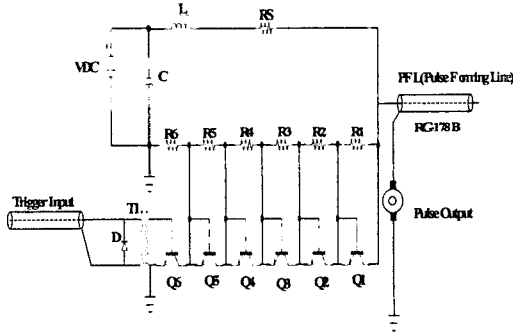 L
RS
VDC
C
PFL(Pulse Forming Line)
RG178B
R6 R5 R4 R3 R2 R1
Trigger Input
D
Pulse Output
Q6 Q5 Q4 Q3 Q2 Q1